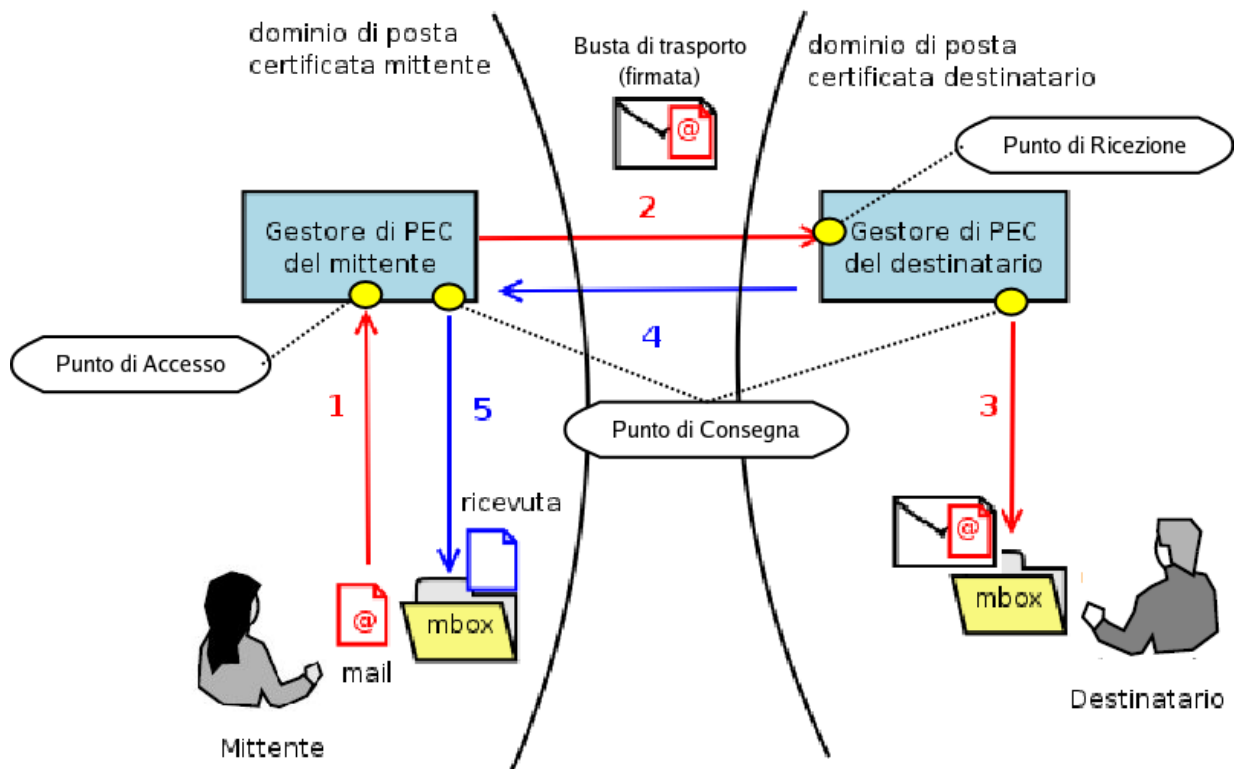 dominio di posta
certificata mittente
Busta di trasporto
(firmata)
dominio di posta
certificata destinatario
@
Punto di Ricezione
2
Gestore di PEC
del mittente
Gestore di PEC
del destinatario
4
Punto di Accesso
1
5
3
Punto di Consegna
ricevuta
@
mbox
@
mbox
mail
Mittente
Destinatario